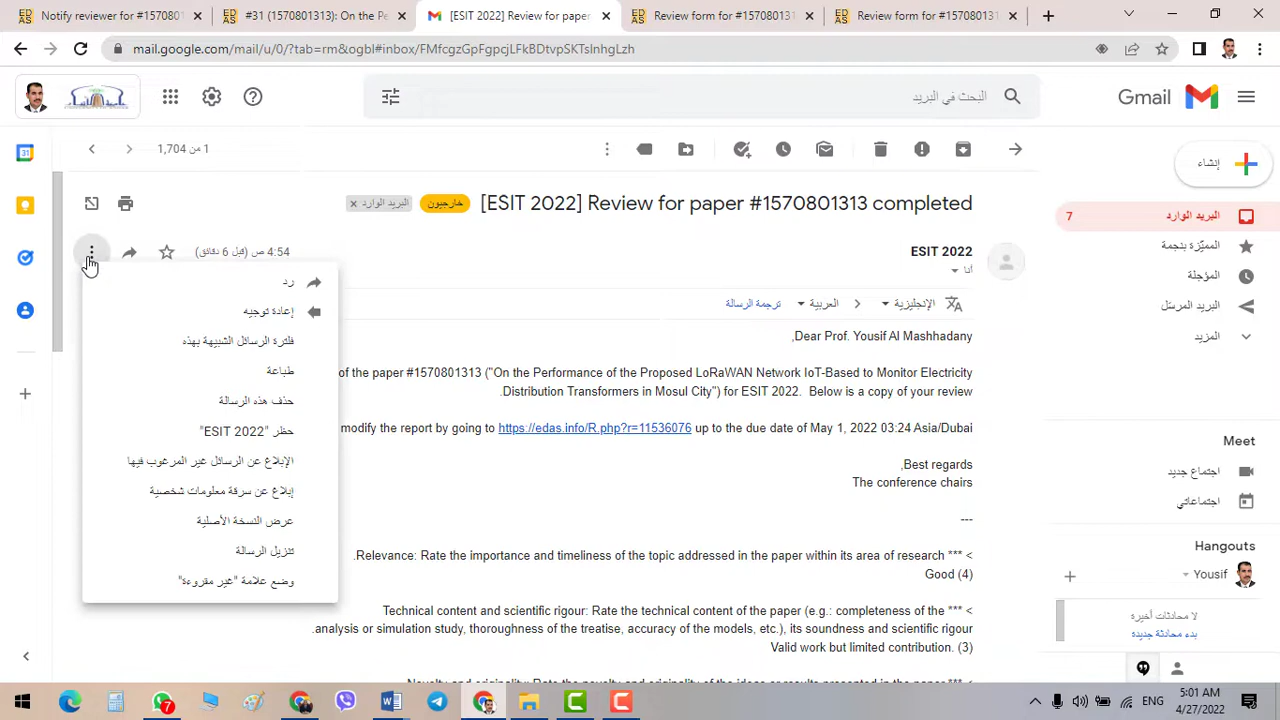 Notify reviewer for #157080
#31 (1570801313): On the Pe
[ESIT 2022] Review for paper
Review form for #157080131
Review form for #157080131
mail.google.com/mail/u/0/?tab=rm&ogbl#inbox/FMfcgzGpFgpcjLFkBDtvpSKTsInhgLzh
البحث في البريد
Gmail
1 من 1,704
إنشاء
[ESIT 2022] Review for paper #1570801313 completed
خارجيون
البريد الوارد
البريد الوارد
7
المميَّزة بنجمة
المؤجلة
البريد المرسَل
المزيد
ESIT 2022
أنا
4:54 ص (قبل 6 دقائق)
الإنجليزية
العربية
ترجمة الرسالة
رد
إعادة توجيه
فلترة الرسائل الشبيهة بهذه
طباعة
حذف هذه الرسالة
حظر "ESIT 2022"
الإبلاغ عن الرسائل غير المرغوب فيها
إبلاغ عن سرقة معلومات شخصية
عرض النسخة الأصلية
تنزيل الرسالة
وضع علامة "غير مقروءة"
Dear Prof. Yousif Al Mashhadany,
of the paper #1570801313 ("On the Performance of the Proposed LoRaWAN Network IoT-Based to Monitor Electricity
Distribution Transformers in Mosul City") for ESIT 2022. Below is a copy of your review.
modify the report by going to https://edas.info/R.php?r=11536076 up to the due date of May 1, 2022 03:24 Asia/Dubai
Best regards,
The conference chairs
---
> *** Relevance: Rate the importance and timeliness of the topic addressed in the paper within its area of research.
Good (4)
> *** Technical content and scientific rigour: Rate the technical content of the paper (e.g.: completeness of the
analysis or simulation study, thoroughness of the treatise, accuracy of the models, etc.), its soundness and scientific rigour.
Valid work but limited contribution. (3)
Meet
اجتماع جديد
اجتماعاتي
Hangouts
Yousif
لا محادثات أخيرة
بدء محادثة جديدة
7
ENG
5:01 AM
4/27/2022